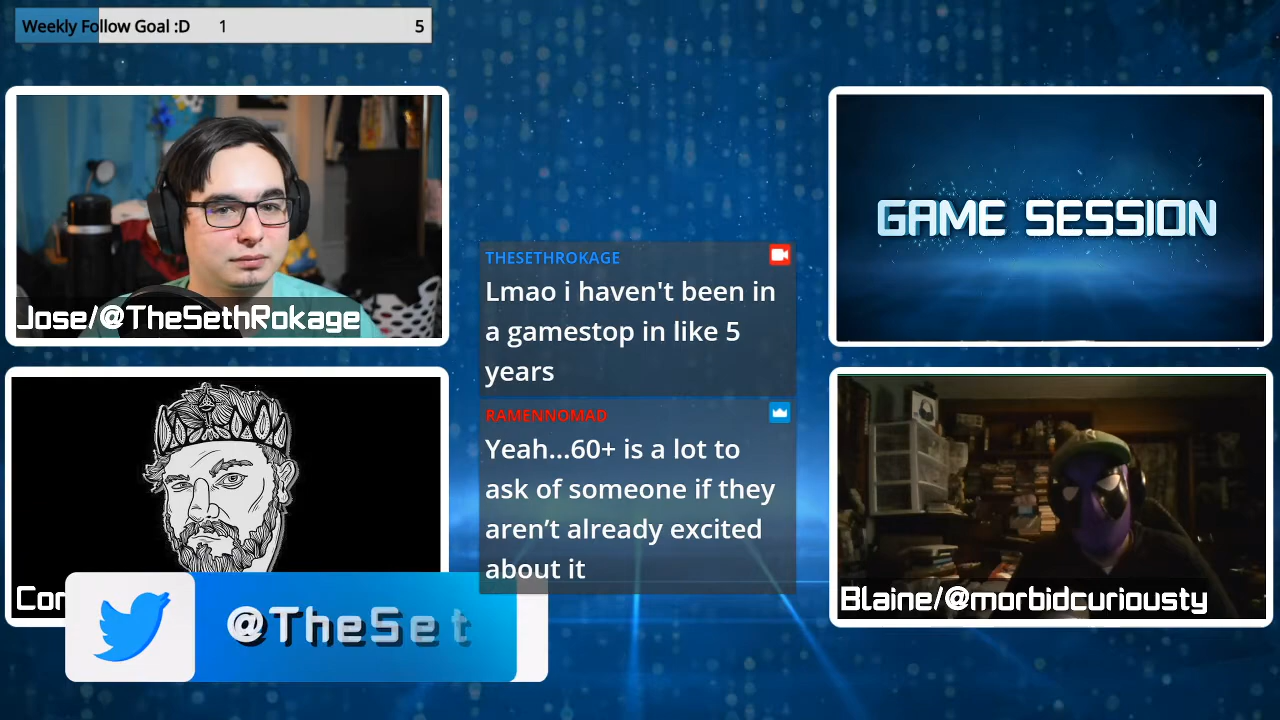 Weekly Follow Goal :D 1 5
Jose/@TheSethRokage
GAME SESSION
THESETHROKAGE
Lmao i haven't been in
a gamestop in like 5
years
RAMENNOMAD
Yeah...60+ is a lot to
ask of someone if they
aren’t already excited
about it
Blaine/@morbidcuriousty
@TheSet